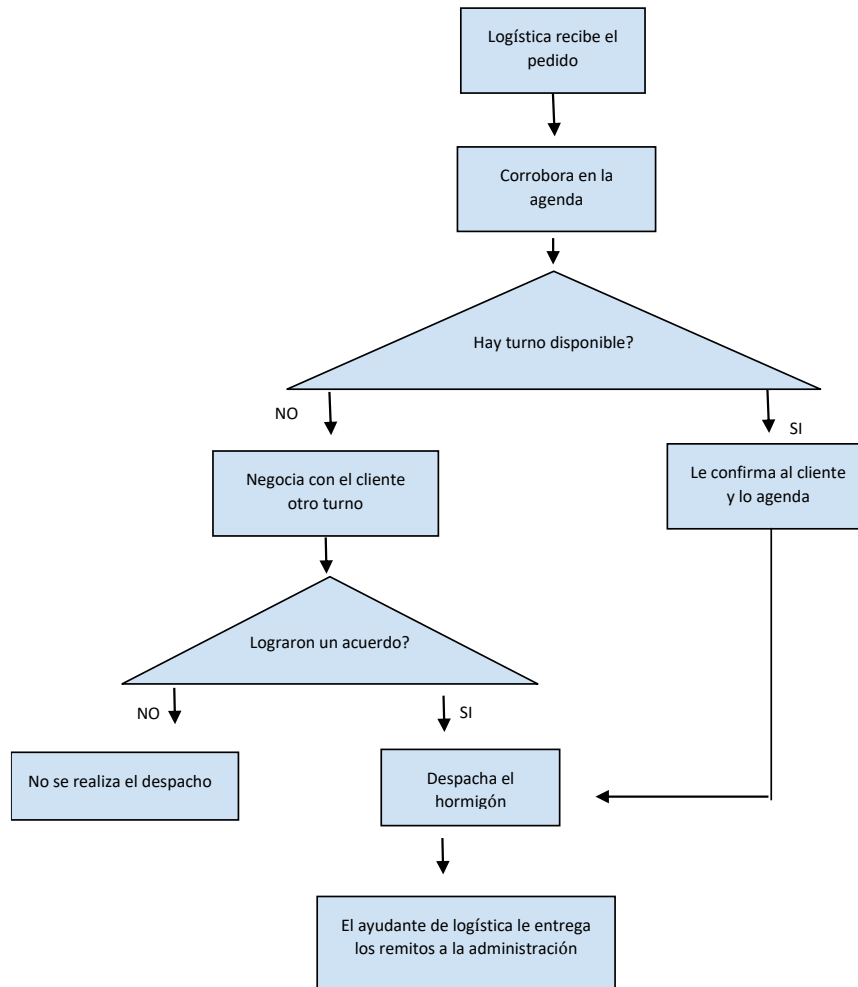 Logística recibe el
pedido
Corrobora en la
agenda
Hay turno disponible?
NO
SI
Negocia con el cliente
otro turno
Le confirma al cliente
y lo agenda
Lograron un acuerdo?
NO
SI
No se realiza el despacho
Despacha el
hormigón
El ayudante de logística le entrega
los remitos a la administración